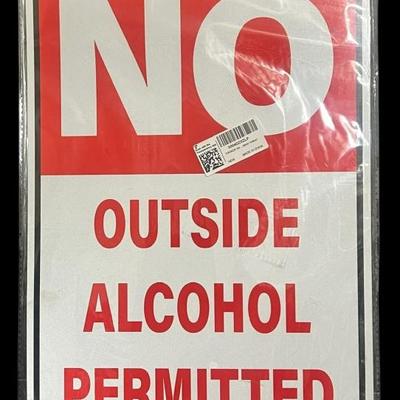 NO
OUTSIDE
ALCOHOL
PERMITTED